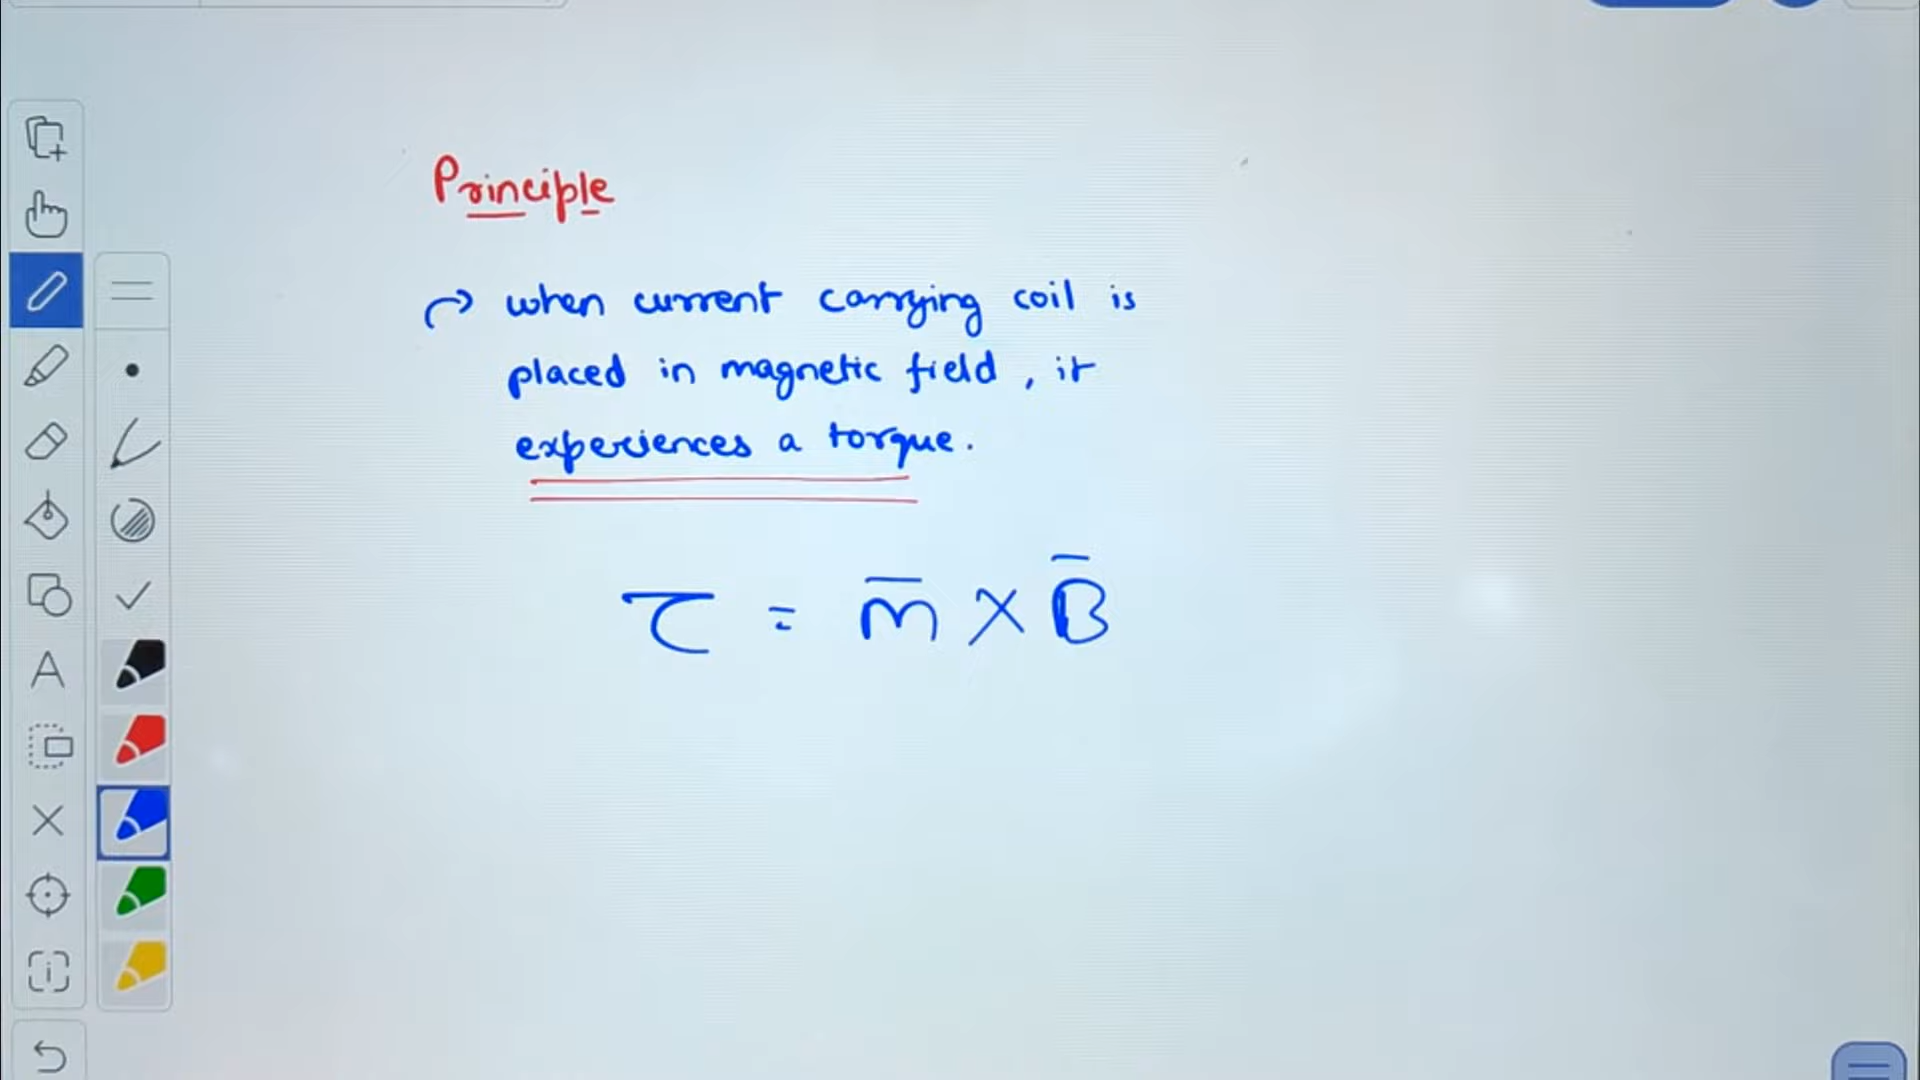 Principle
↪ when current carrying coil is
placed in magnetic field, it
experiences a torque.
τ = m̅ × B̅
A